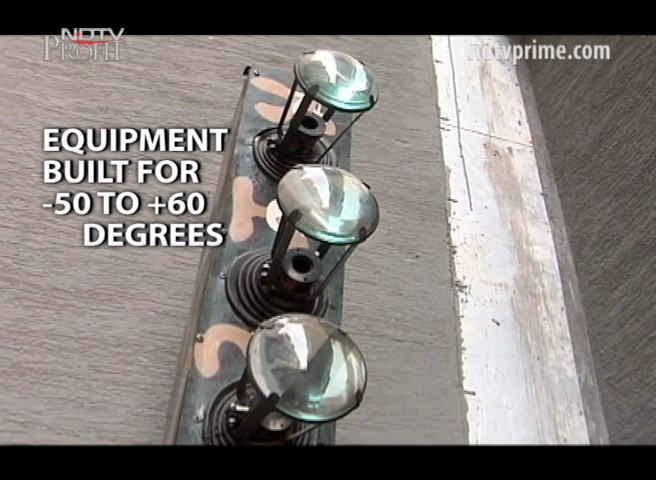 NDTV
PROFIT
ndtvprime.com
EQUIPMENT
BUILT FOR
-50 TO +60
DEGREES